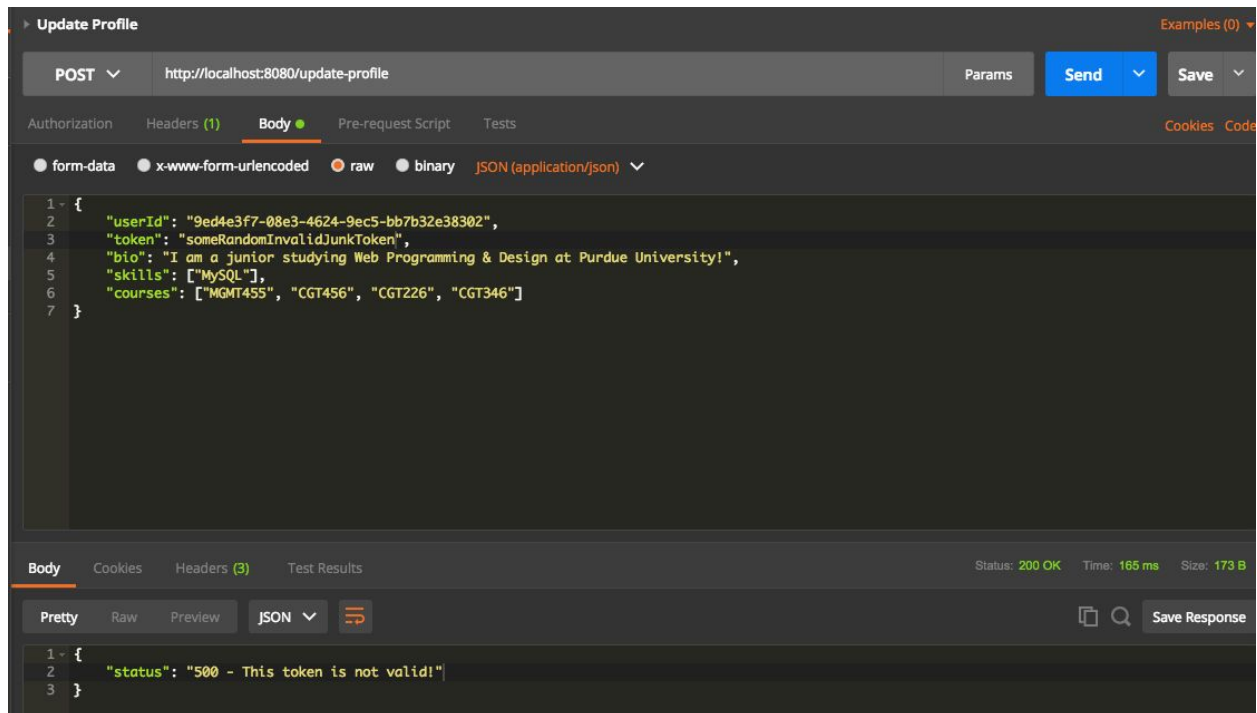 Update Profile
Examples (0)
POST http://localhost:8080/update-profile Params Send Save
Authorization Headers (1) Body Pre-request Script Tests Cookies Code
form-data x-www-form-urlencoded raw binary JSON (application/json)
1 {
2 "userId": "9ed4e3f7-08e3-4624-9ec5-bb7b32e38302",
3 "token": "someRandomInvalidJunkToken",
4 "bio": "I am a junior studying Web Programming & Design at Purdue University!",
5 "skills": ["MySQL"],
6 "courses": ["MGMT455", "CGT456", "CGT226", "CGT346"]
7 }
Body Cookies Headers (3) Test Results Status: 200 OK Time: 165 ms Size: 173 B
Pretty Raw Preview JSON Save Response
1 {
2 "status": "500 - This token is not valid!"
3 }